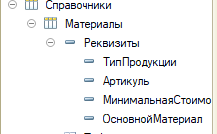 Справочники
Материалы
Реквизиты
ТипПродукции
Артикуль
МинимальнаяСтоимо
ОсновнойМатериал